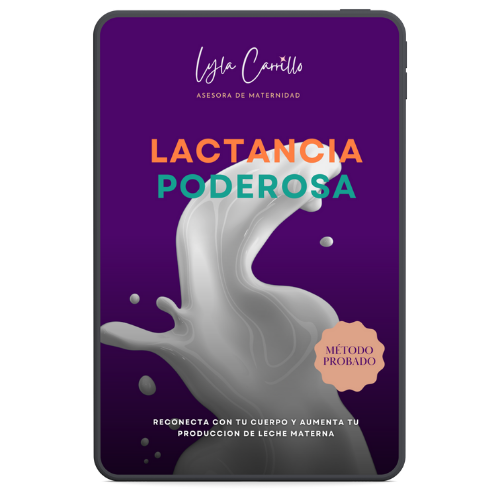 Lyla Carrillo
ASESORA DE MATERNIDAD
LACTANCIA
PODEROSA
MÉTODO
PROBADO
RECONECTA CON TU CUERPO Y AUMENTA TU
PRODUCCION DE LECHE MATERNA